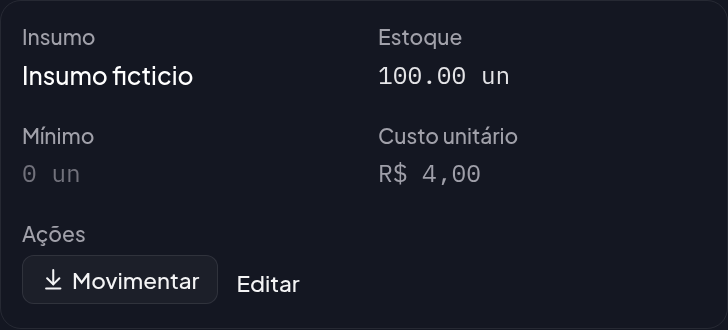 Insumo
Estoque
Insumo ficticio
100.00 un
Mínimo
Custo unitário
0 un
R$ 4,00
Ações
Movimentar
Editar